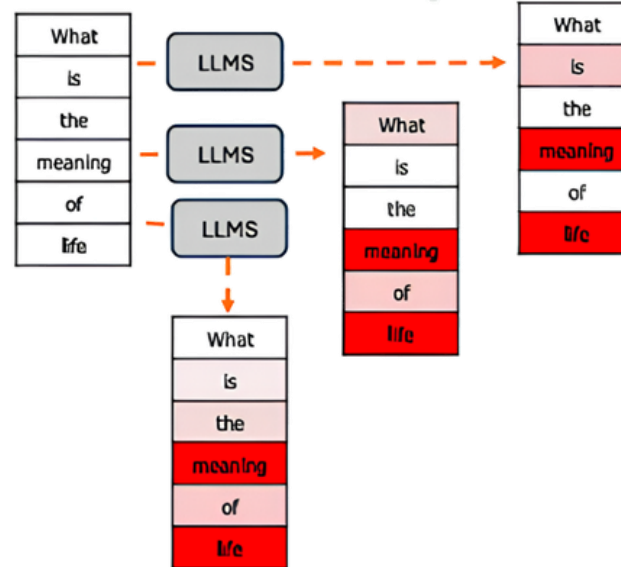 What
is
the
meaning
of
life
LLMS
LLMS
LLMS
What
is
the
meaning
of
life
What
is
the
meaning
of
life
What
is
the
meaning
of
life